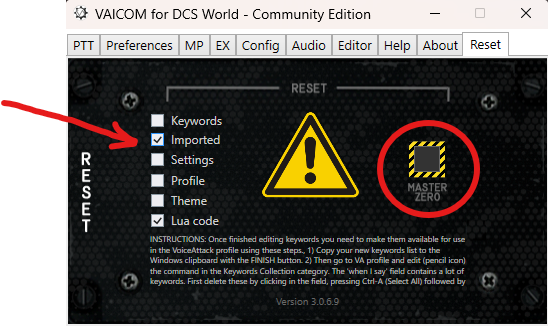 VAICOM for DCS World - Community Edition
PTT Preferences MP EX Config Audio Editor Help About Reset
RESET
Keywords
Imported
Settings
Profile
Theme
Lua code
RESET
MASTER
ZERO
INSTRUCTIONS: Once finished editing keywords you need to make them available for use
in the VoiceAttack profile using these steps., 1) Copy your new keywords list to the
Windows clipboard with the FINISH button. 2) Then go to VA profile and edit (pencil icon)
the command in the Keywords Collection category. The 'when I say' field contains a lot of
keywords. First delete these by clicking in the field, pressing Ctrl-A (Select All) followed by
Version 3.0.6.9